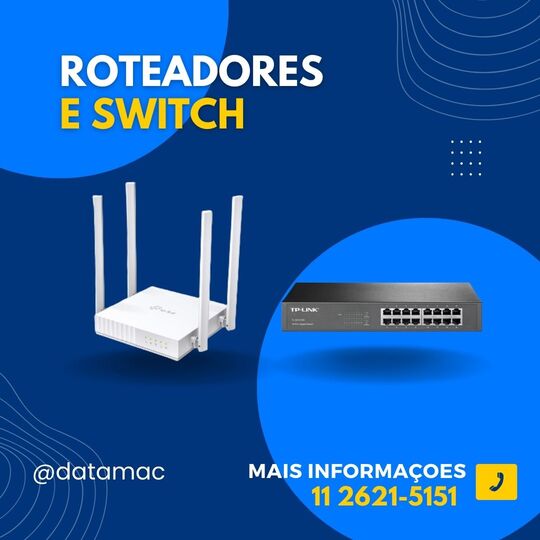 ROTEADORES
E SWITCH
TP-LINK
@datamac
MAIS INFORMAÇOES
11 2621-5151